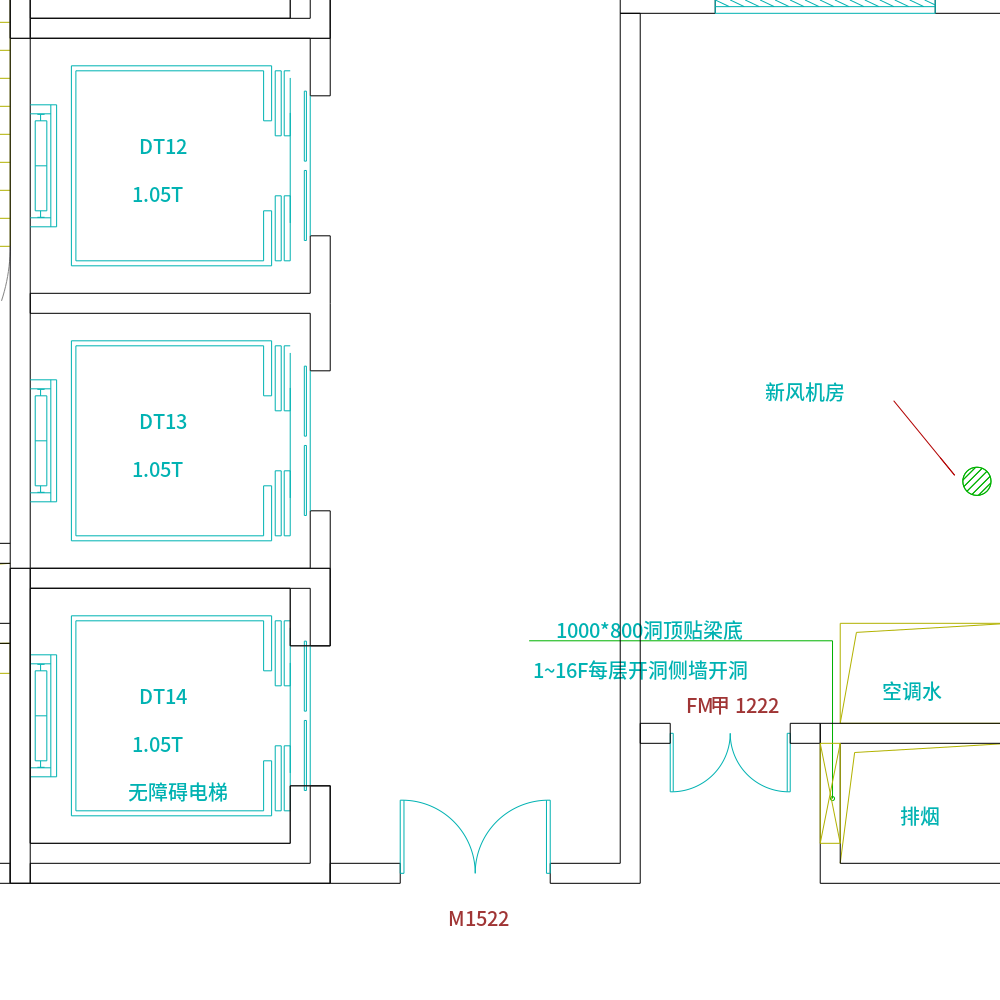 DT12
1.05T
新风机房
DT13
1.05T
1000*800洞顶贴梁底
1~16F每层开洞侧墙开洞
空调水
DT14
FM甲 1222
1.05T
无障碍电梯
排烟
M1522